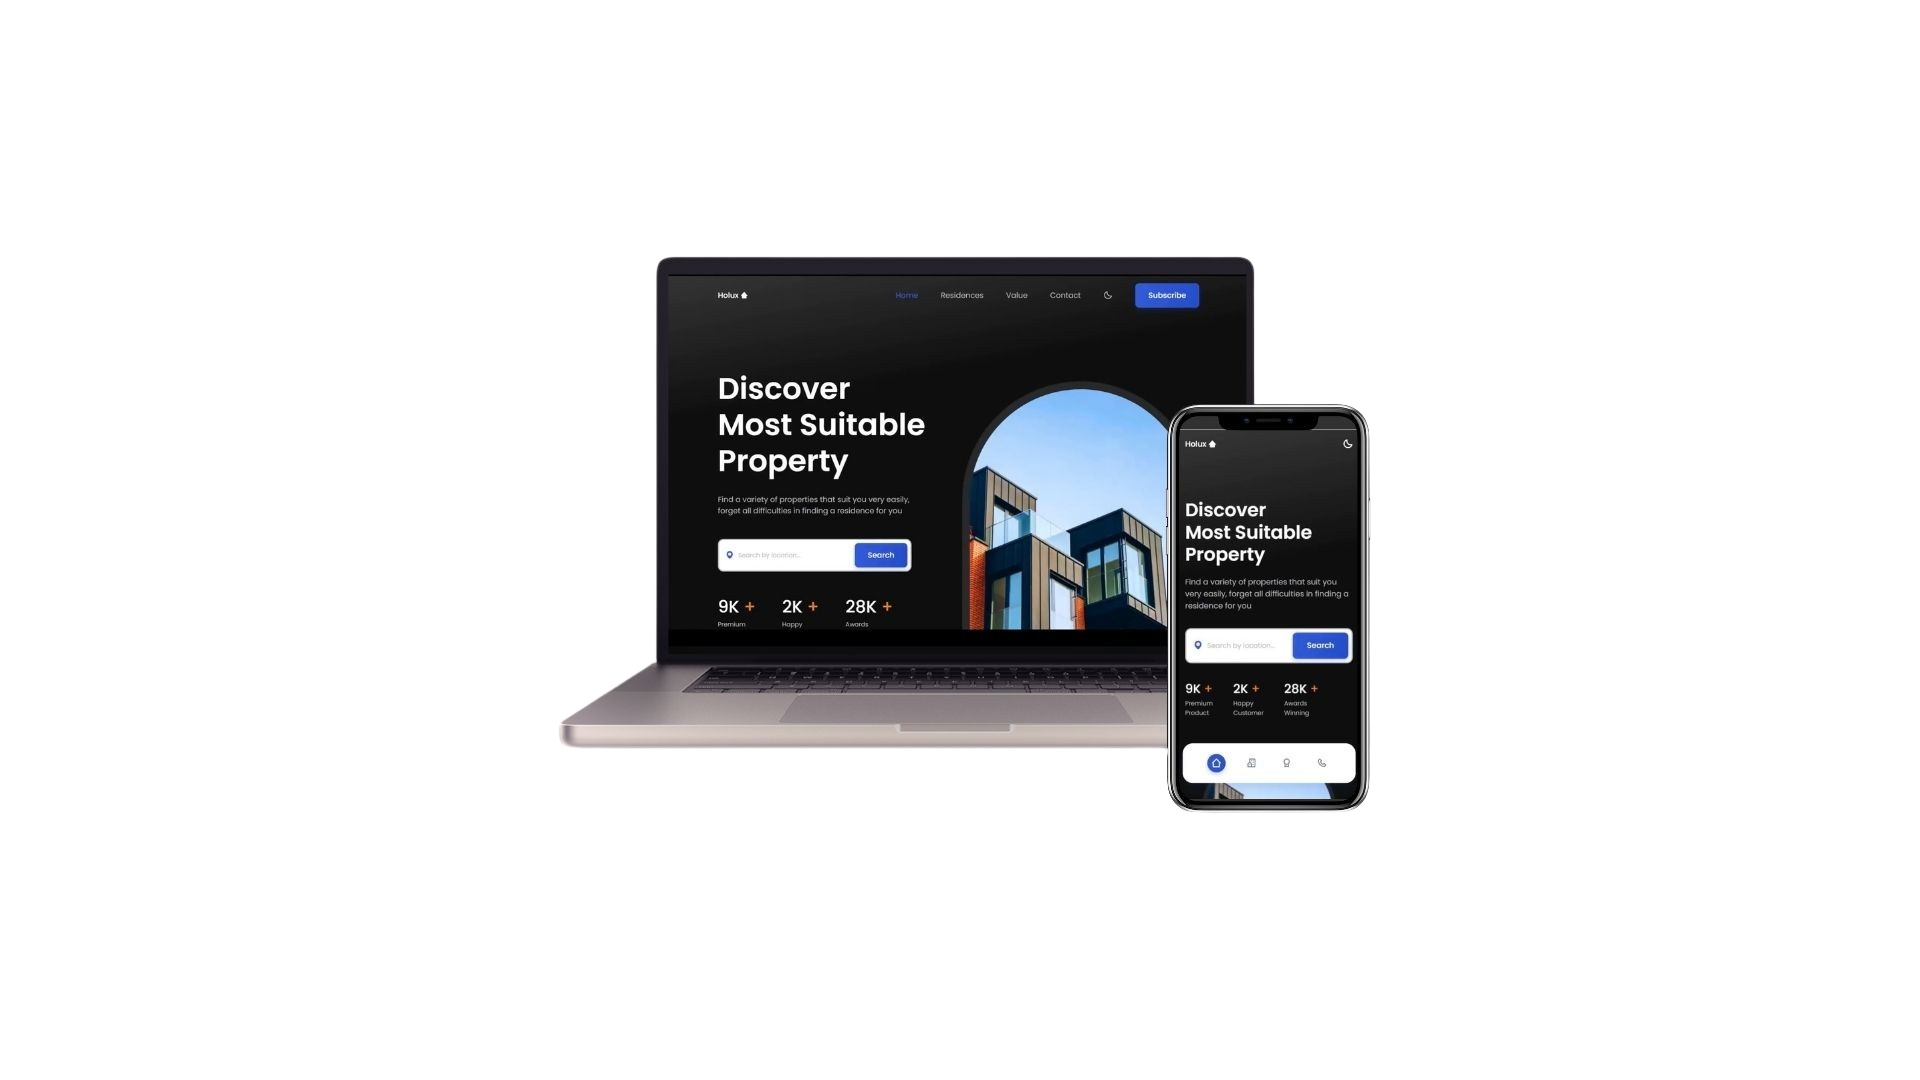 Holux
Home Residences Value Contact Subscribe
Discover
Most Suitable
Property
Find a variety of properties that suit you very easily,
forget all difficulties in finding a residence for you
Search by location... Search
9K + 2K + 28K +
Premium Happy Awards
Holux
Discover
Most Suitable
Property
Find a variety of properties that suit you
very easily, forget all difficulties in finding a
residence for you
Search by location... Search
9K + 2K + 28K +
Premium Happy Awards
Product Customer Winning